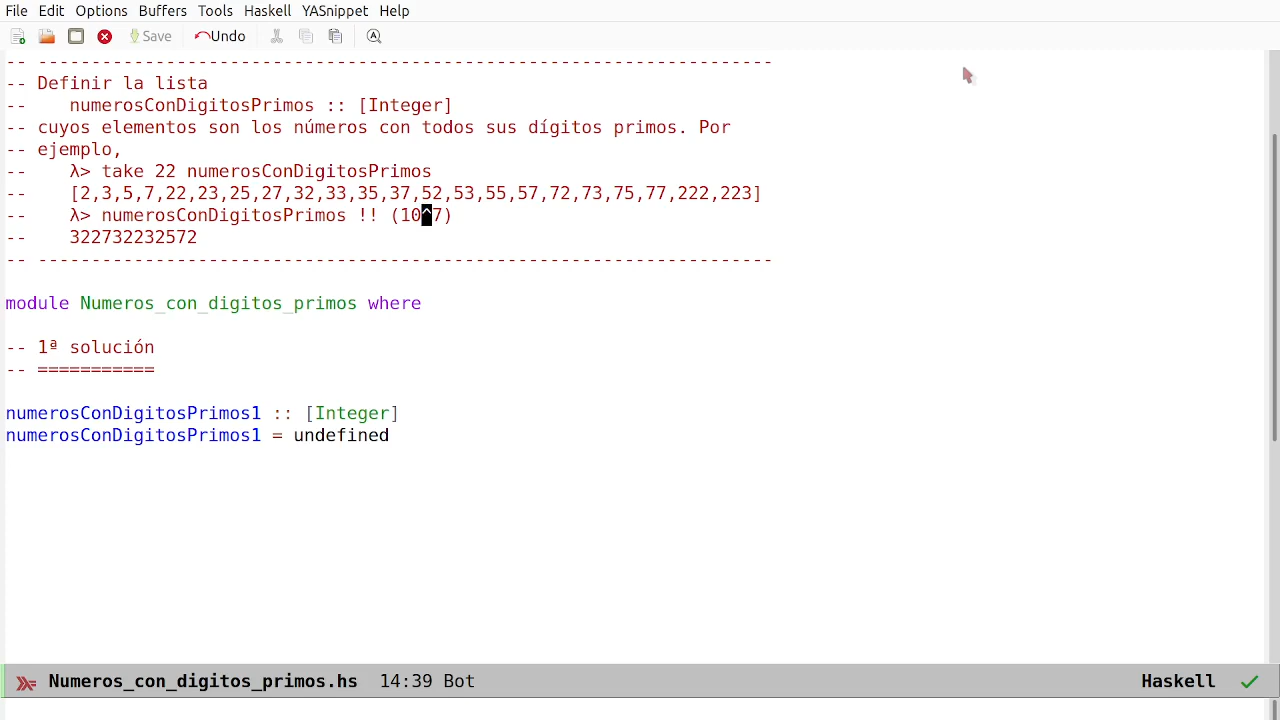 File Edit Options Buffers Tools Haskell YASnippet Help
Save Undo
-- ---------------------------------------------------------------------
-- Definir la lista
--    numerosConDigitosPrimos :: [Integer]
-- cuyos elementos son los números con todos sus dígitos primos. Por
-- ejemplo,
--    λ> take 22 numerosConDigitosPrimos
--    [2,3,5,7,22,23,25,27,32,33,35,37,52,53,55,57,72,73,75,77,222,223]
--    λ> numerosConDigitosPrimos !! (10^7)
--    322732232572
-- ---------------------------------------------------------------------
module Numeros_con_digitos_primos where
-- 1ª solución
-- ===========
numerosConDigitosPrimos1 :: [Integer]
numerosConDigitosPrimos1 = undefined
Numeros_con_digitos_primos.hs 14:39 Bot Haskell